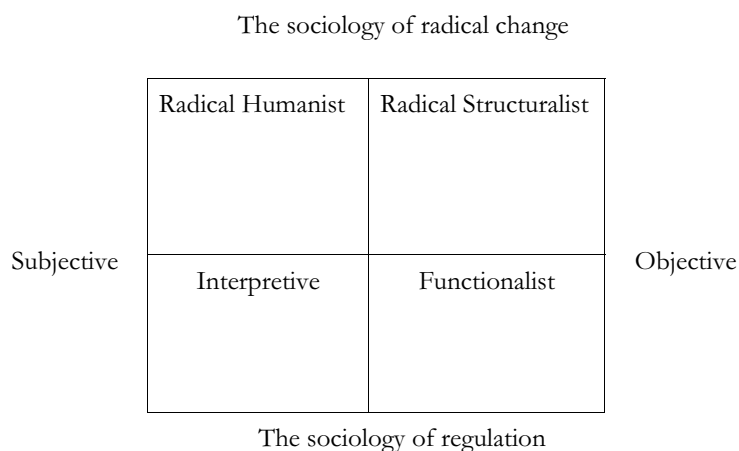 The sociology of radical change
Radical Humanist Radical Structuralist
Subjective Objective
Interpretive Functionalist
The sociology of regulation